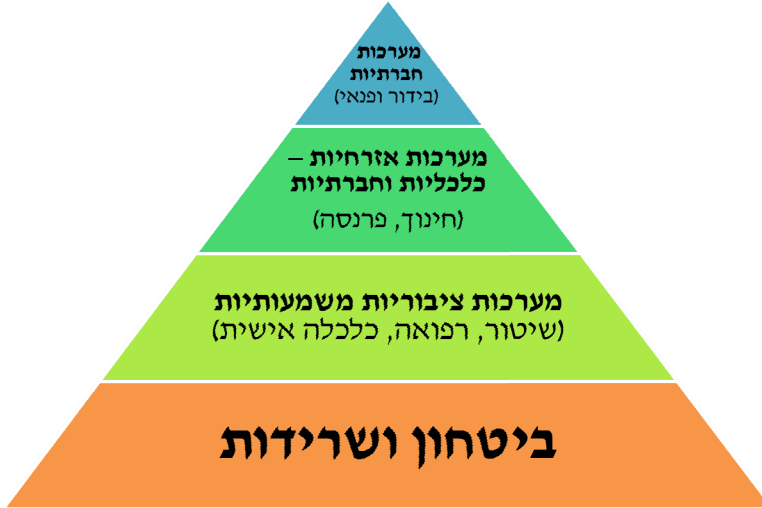 מערכות
חברתיות
(בידור ופנאי)
מערכות אזרחיות –
כלכליות וחברתיות
(חינוך, פרנסה)
מערכות ציבוריות משמעותיות
(שיטור, רפואה, כלכלה אישית)
ביטחון ושרידות